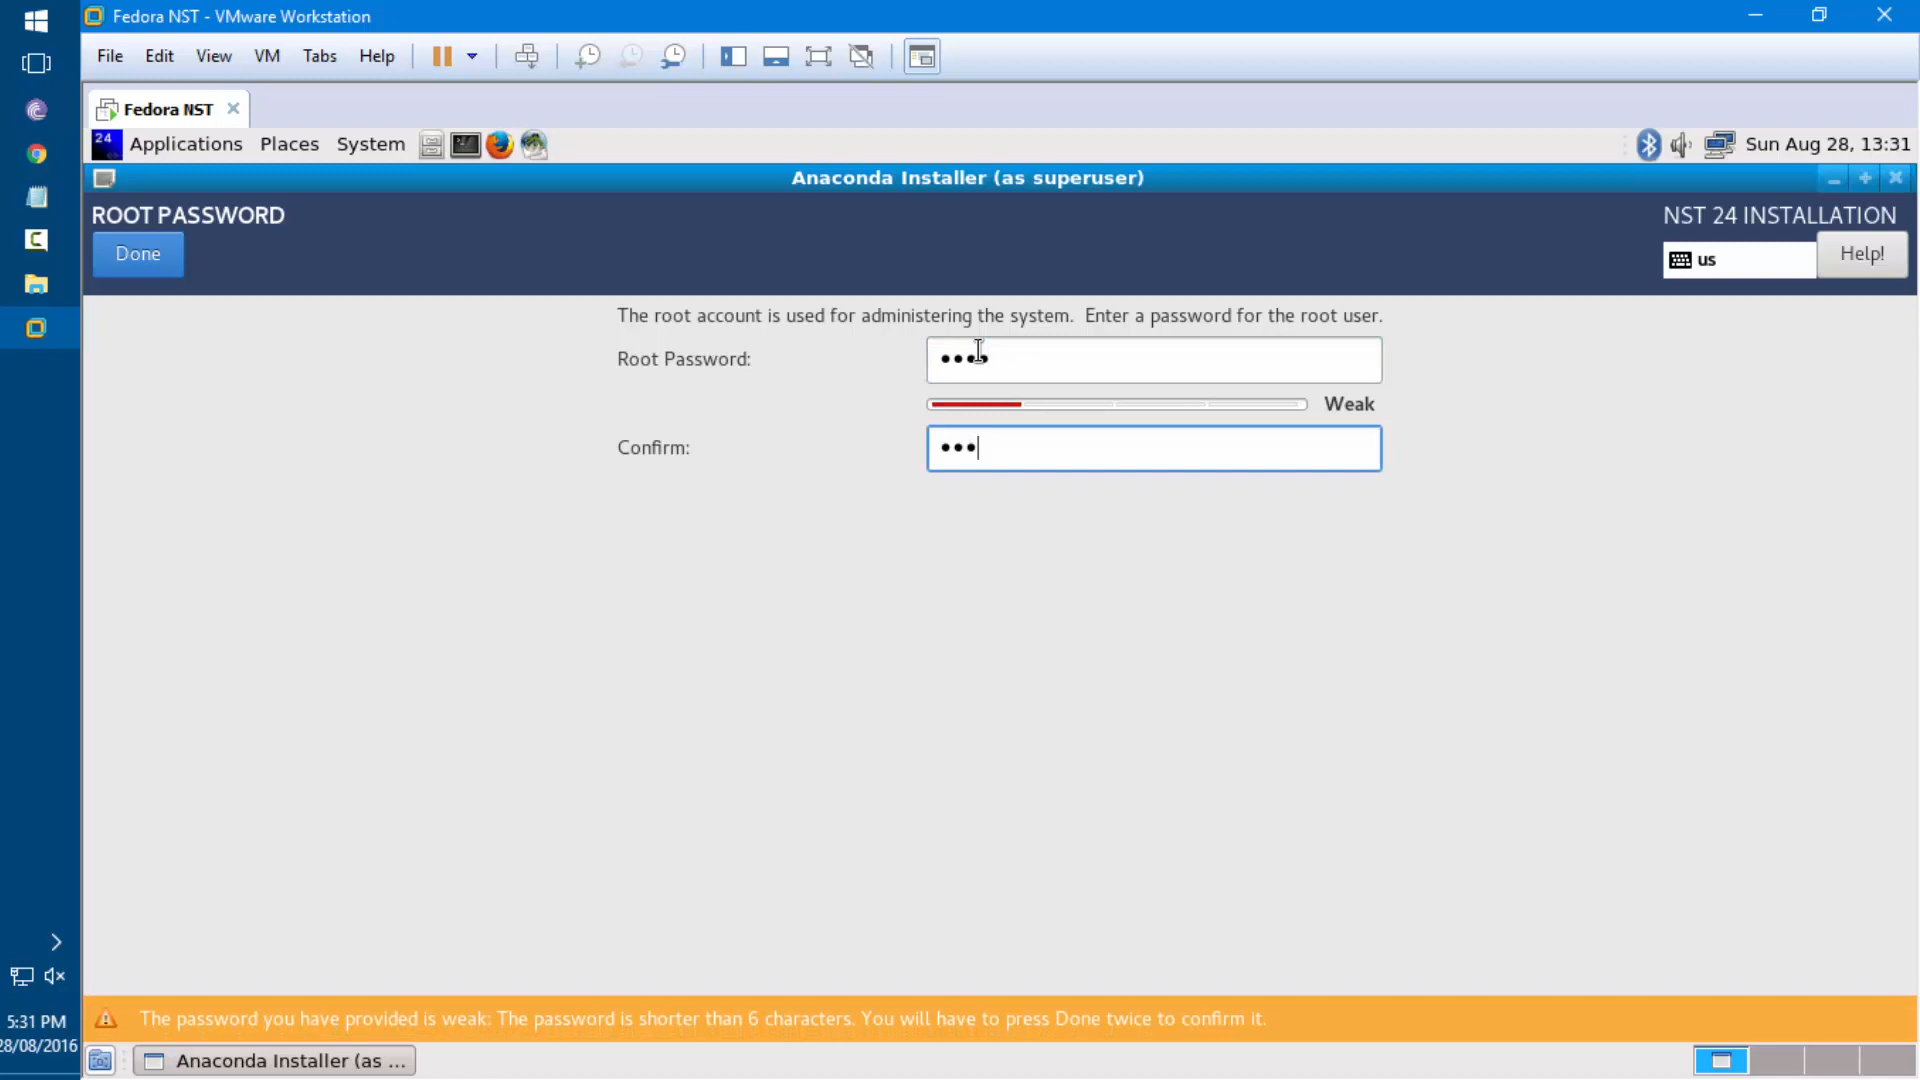 Fedora NST - VMware Workstation
File Edit View VM Tabs Help
Fedora NST
24 Applications Places System Sun Aug 28, 13:31
Anaconda Installer (as superuser)
ROOT PASSWORD
NST 24 INSTALLATION
Done
us
Help!
The root account is used for administering the system. Enter a password for the root user.
Root Password:
Weak
Confirm:
The password you have provided is weak: The password is shorter than 6 characters. You will have to press Done twice to confirm it.
5:31 PM
28/08/2016
Anaconda Installer (as ...